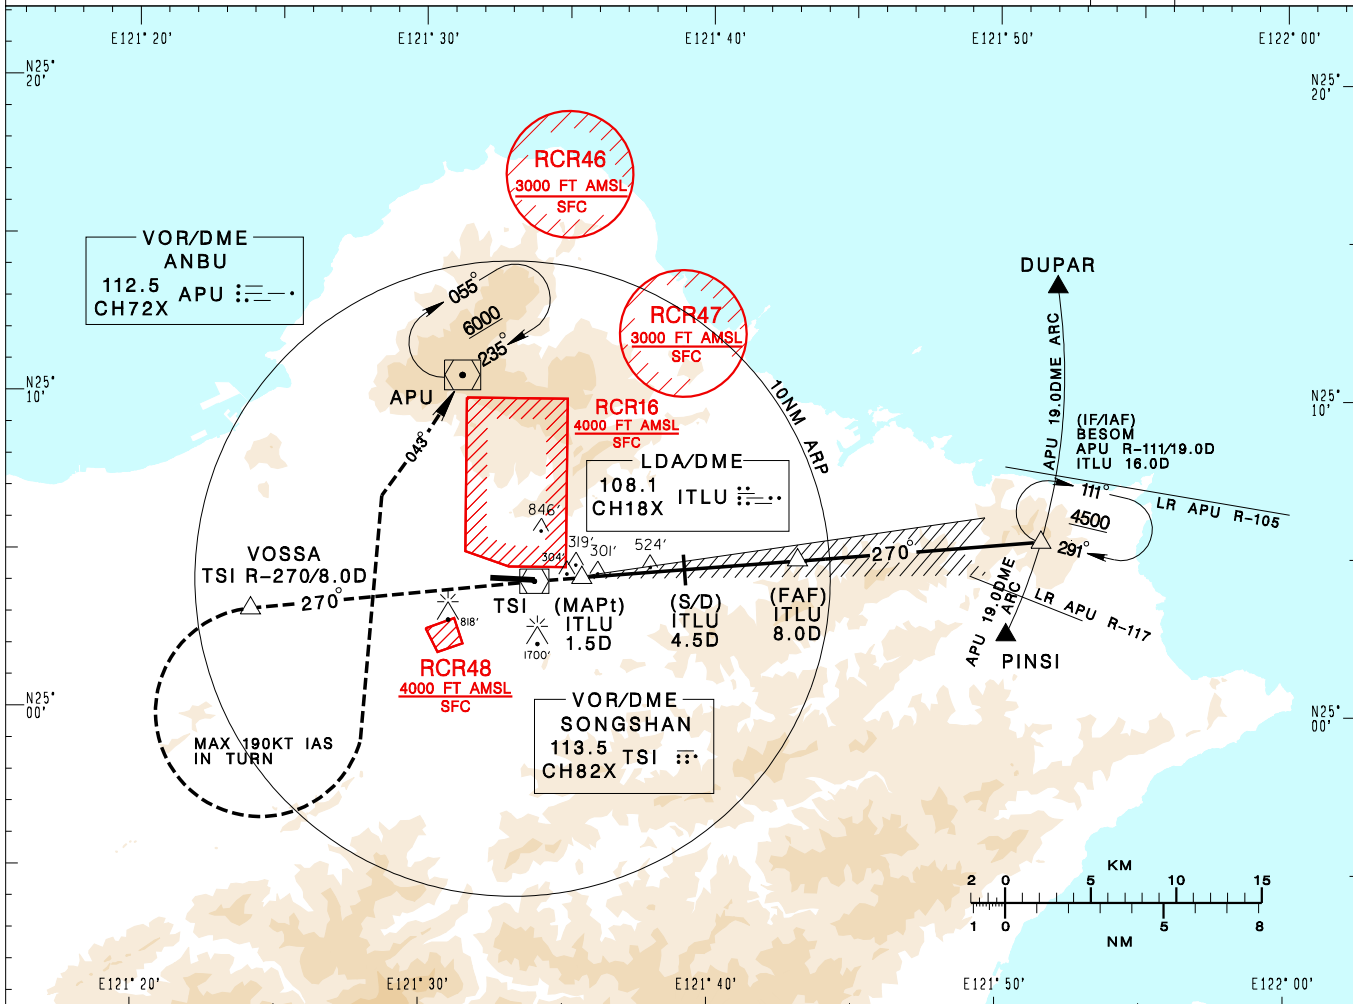 E121° 20'
E121° 30'
E121° 40'
E121° 50'
E122° 00'
N25°
20'
N25°
20'
RCR46
3000 FT AMSL
SFC
VOR/DME
ANBU
112.5
CH72X
APU
055°
6000
235°
RCR47
3000 FT AMSL
SFC
DUPAR
N25°
10'
N25°
10'
APU
043°
RCR16
4000 FT AMSL
SFC
10NM ARP
APU 19.0DME ARC
(IF/IAF)
BESOM
APU R-111/19.0D
ITLU 16.0D
LDA/DME
108.1
CH18X
ITLU
111°
4500
291°
LR APU R-105
846'
319'
304'
301'
524'
270°
VOSSA
TSI R-270/8.0D
270°
TSI
(MAPt)
ITLU
1.5D
(S/D)
ITLU
4.5D
(FAF)
ITLU
8.0D
APU 19.0DME
ARC
LR APU R-117
PINSI
818'
1700'
RCR48
4000 FT AMSL
SFC
VOR/DME
SONGSHAN
113.5
CH82X
TSI
N25°
00'
N25°
00'
MAX 190KT IAS
IN TURN
KM
2 0 5 10 15
1 0 5 8
NM
E121° 20'
E121° 30'
E121° 40'
E121° 50'
E122° 00'